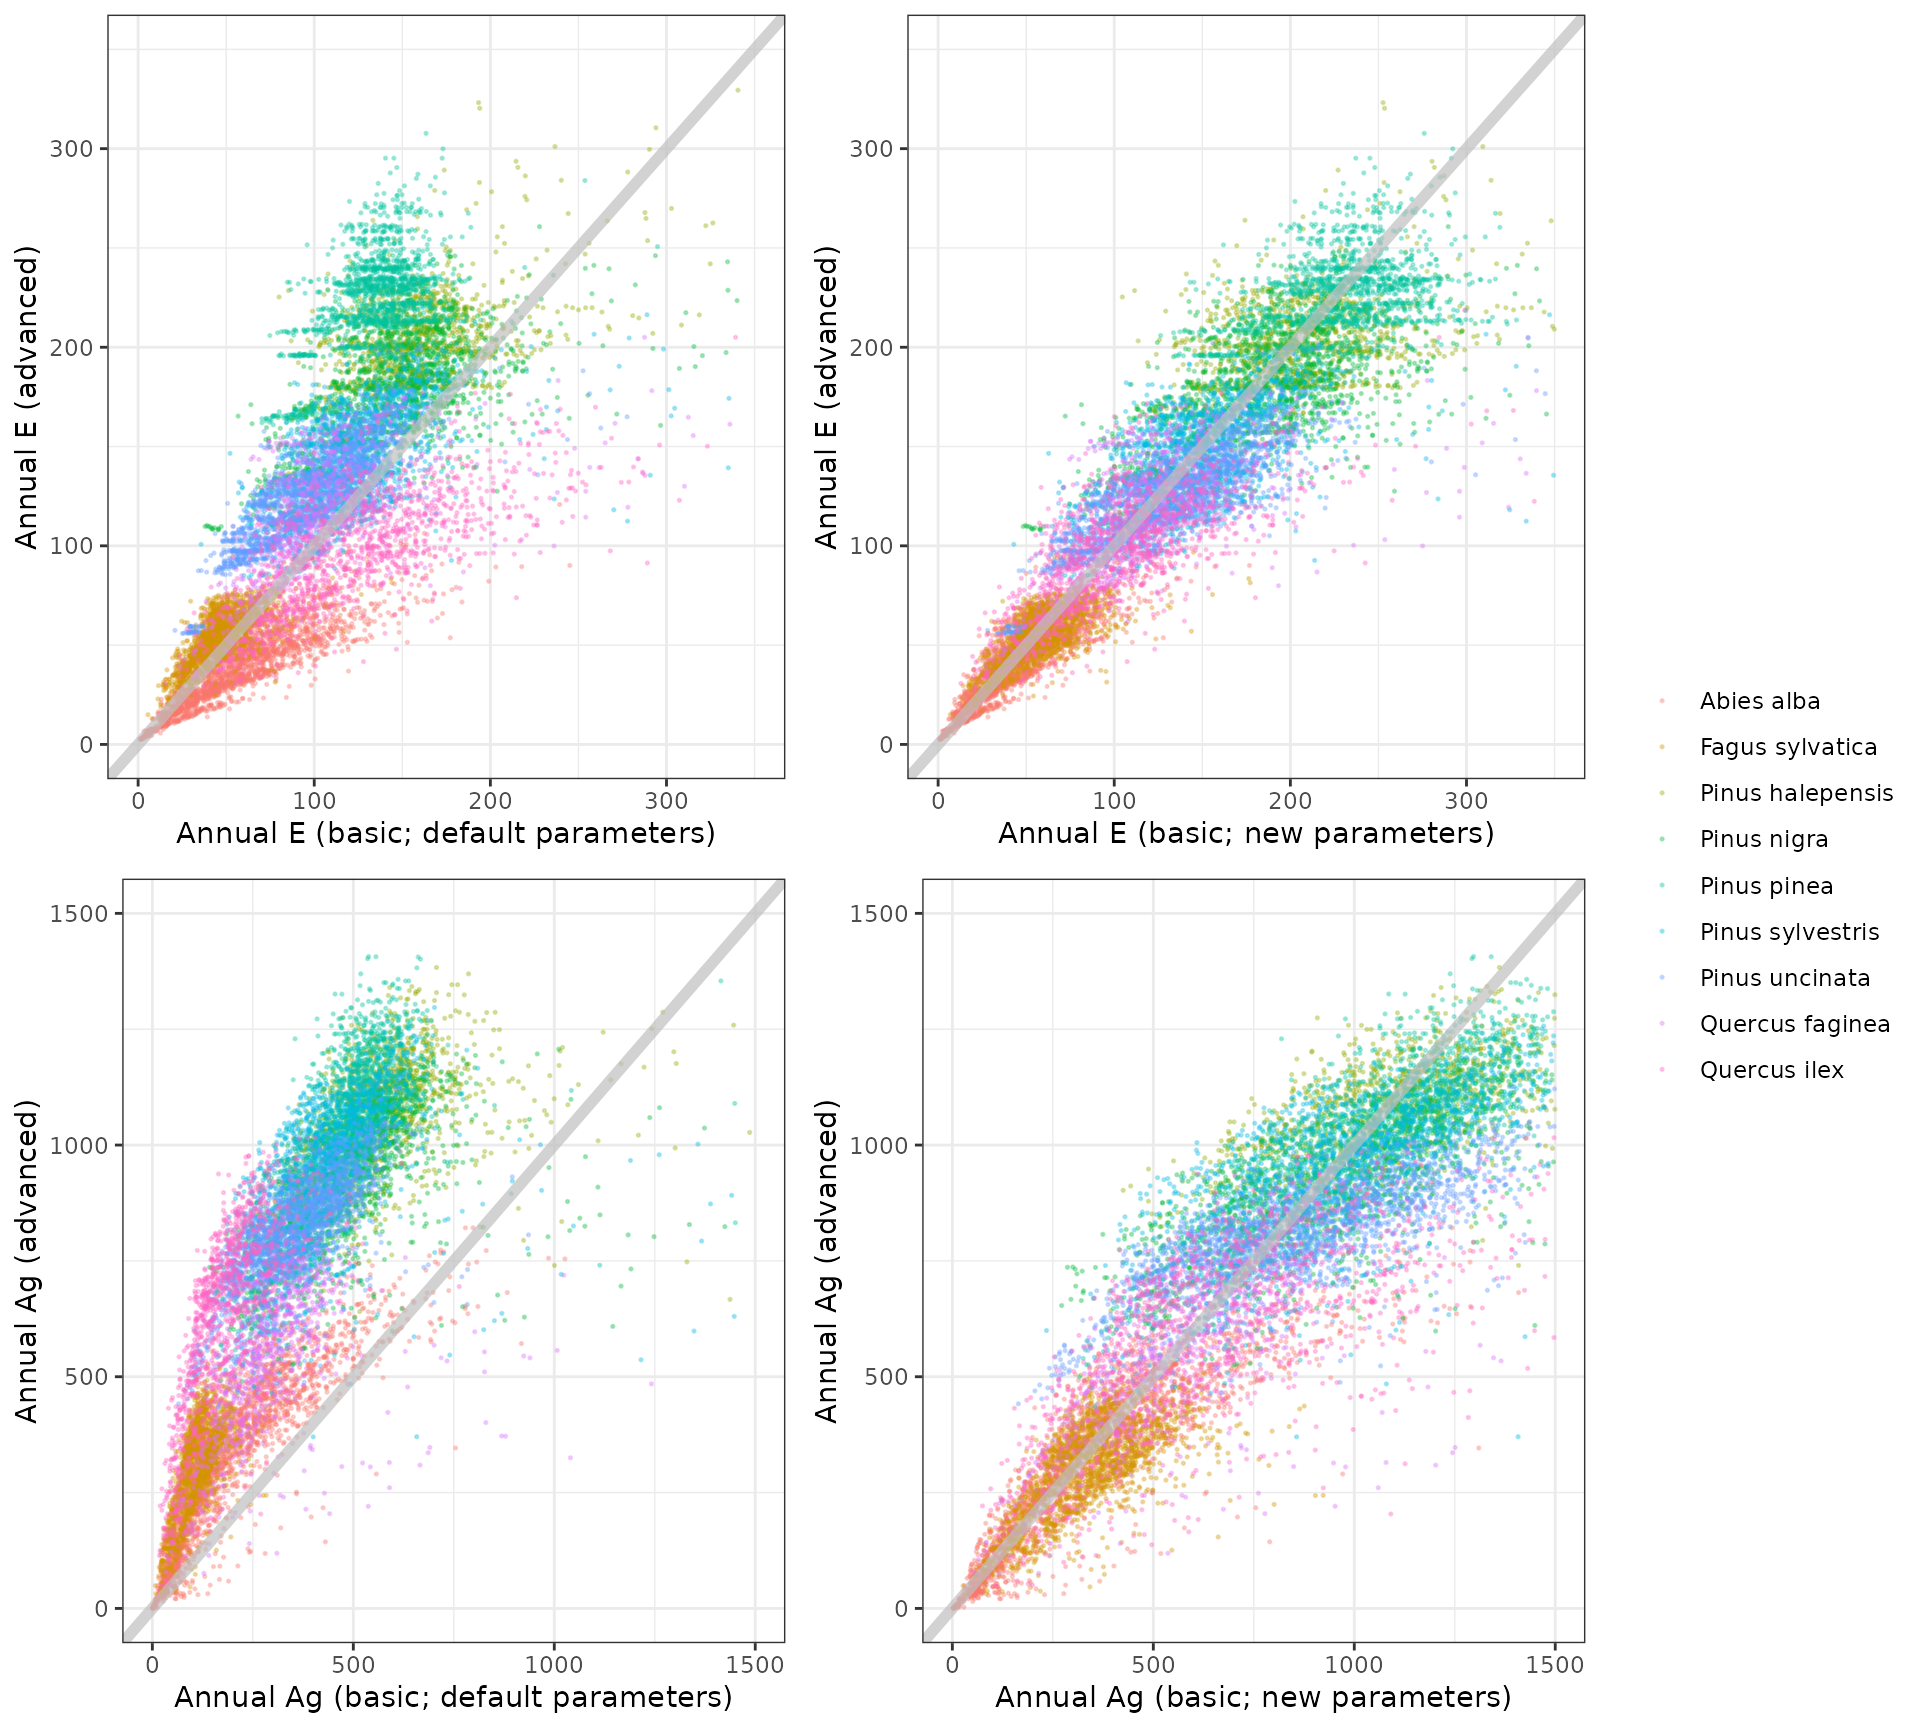 Annual E (advanced)
300
200
100
0
0 100 200 300
Annual E (basic; default parameters)
Annual E (advanced)
300
200
100
0
0 100 200 300
Annual E (basic; new parameters)
Annual Ag (advanced)
1500
1000
500
0
0 500 1000 1500
Annual Ag (basic; default parameters)
Annual Ag (advanced)
1500
1000
500
0
0 500 1000 1500
Annual Ag (basic; new parameters)
Abies alba
Fagus sylvatica
Pinus halepensis
Pinus nigra
Pinus pinea
Pinus sylvestris
Pinus uncinata
Quercus faginea
Quercus ilex